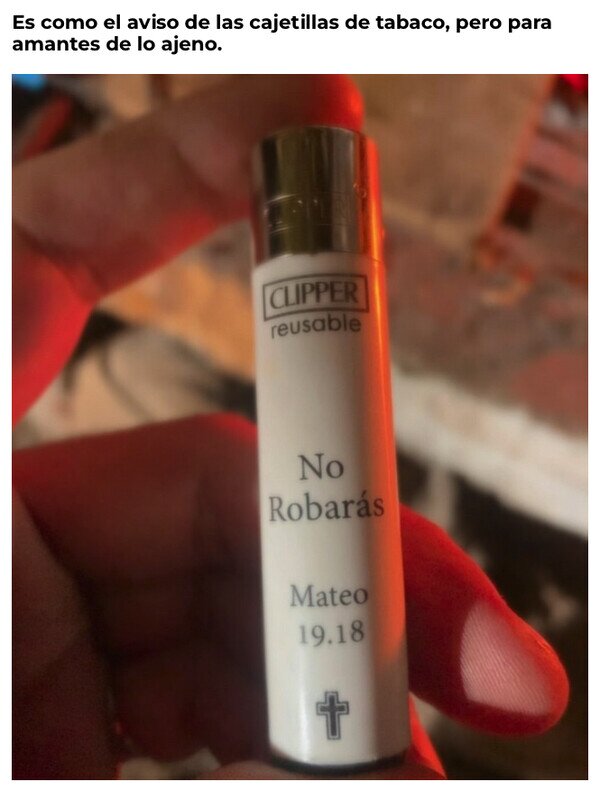 Es como el aviso de las cajetillas de tabaco, pero para
amantes de lo ajeno.
CLIPPER
reusable
No
Robarás
Mateo
19.18